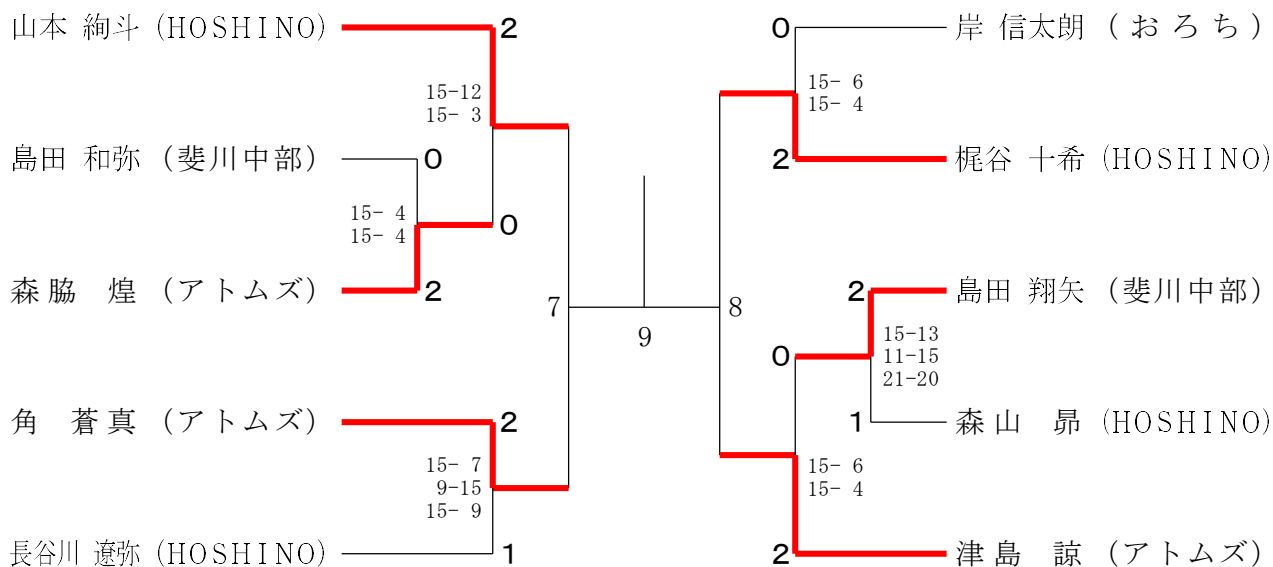 山本 絢斗 (HOSHINO)
2
15-12
15- 3
島田 和弥 (斐川中部)
0
15- 4
15- 4
0
森脇 煌 (アトムズ)
2
7
角 蒼真 (アトムズ)
2
15- 7
9-15
15- 9
長谷川 遼弥 (HOSHINO)
1
9
0
岸 信太朗 (おろち)
15- 6
15- 4
2
梶谷 十希 (HOSHINO)
8
2
島田 翔矢 (斐川中部)
15-13
11-15
21-20
0
1
森山 昴 (HOSHINO)
15- 6
15- 4
2
津島 諒 (アトムズ)